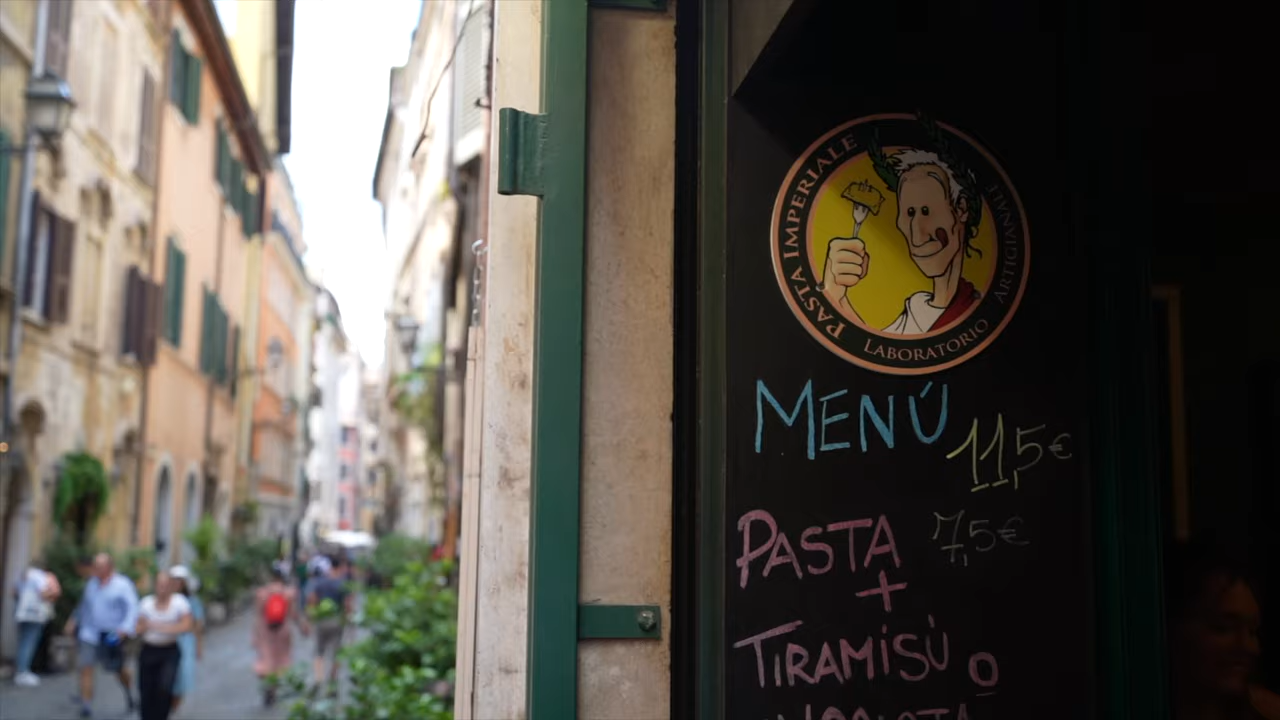 PASTA IMPERIALE
LABORATORIO ARTIGIANALE
MENÚ 11,5€
PASTA 7,5€
+
TIRAMISÙ O